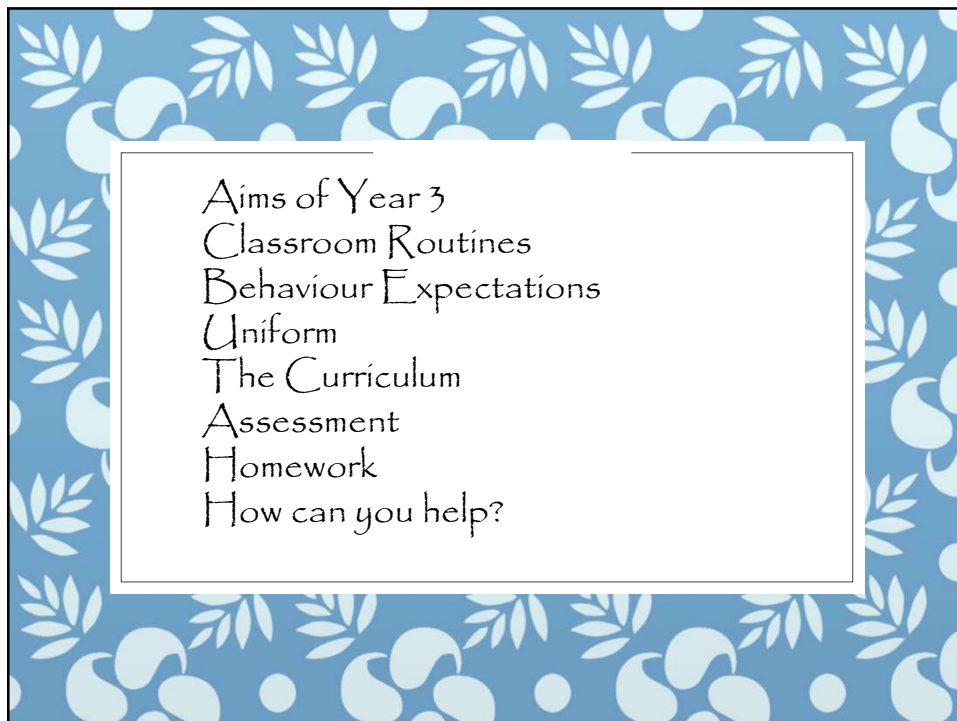 Aims of Year 3
Classroom Routines
Behaviour Expectations
Uniform
The Curriculum
Assessment
Homework
How can you help?